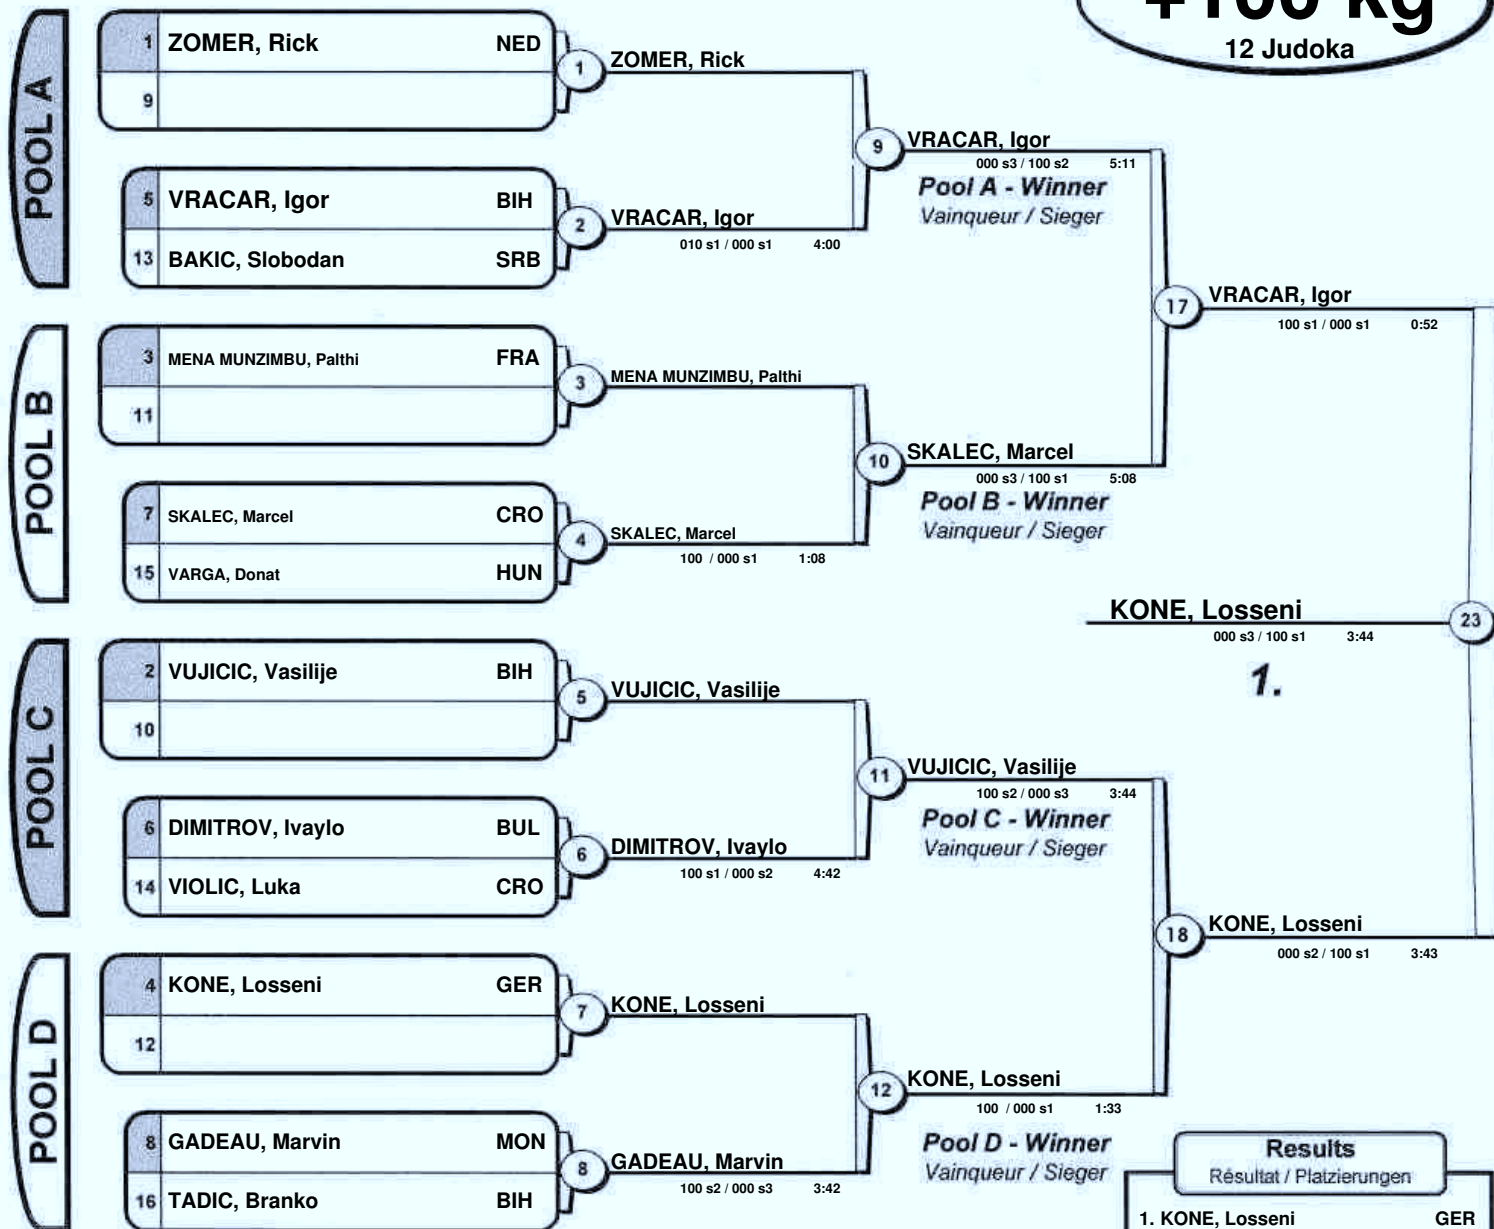 +100 kg
12 Judoka
POOL A
1 ZOMER, Rick NED
9
1 ZOMER, Rick
5 VRACAR, Igor BIH
13 BAKIC, Slobodan SRB
2 VRACAR, Igor
010 s1 / 000 s1 4:00
9 VRACAR, Igor
000 s3 / 100 s2 5:11
Pool A - Winner
Vainqueur / Sieger
POOL B
3 MENA MUNZIMBU, Palthi FRA
11
3 MENA MUNZIMBU, Palthi
7 SKALEC, Marcel CRO
15 VARGA, Donat HUN
4 SKALEC, Marcel
100 / 000 s1 1:08
10 SKALEC, Marcel
000 s3 / 100 s1 5:08
Pool B - Winner
Vainqueur / Sieger
17 VRACAR, Igor
100 s1 / 000 s1 0:52
KONE, Losseni 23
000 s3 / 100 s1 3:44
1.
POOL C
2 VUJICIC, Vasilije BIH
10
5 VUJICIC, Vasilije
6 DIMITROV, Ivaylo BUL
14 VIOLIC, Luka CRO
6 DIMITROV, Ivaylo
100 s1 / 000 s2 4:42
11 VUJICIC, Vasilije
100 s2 / 000 s3 3:44
Pool C - Winner
Vainqueur / Sieger
POOL D
4 KONE, Losseni GER
12
7 KONE, Losseni
8 GADEAU, Marvin MON
16 TADIC, Branko BIH
8 GADEAU, Marvin
100 s2 / 000 s3 3:42
12 KONE, Losseni
100 / 000 s1 1:33
Pool D - Winner
Vainqueur / Sieger
18 KONE, Losseni
000 s2 / 100 s1 3:43
Results
Résultat / Platzierungen
1. KONE, Losseni GER